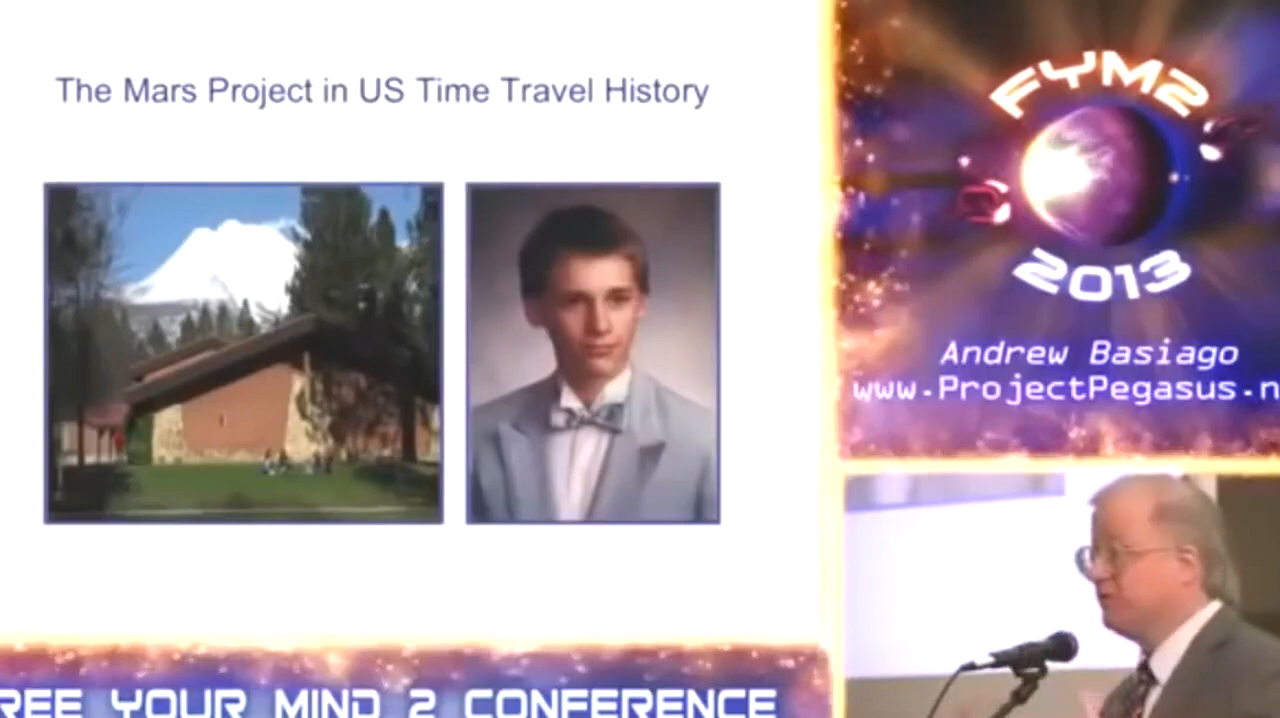 The Mars Project in US Time Travel History
FYM2
2013
Andrew Basiago
www.ProjectPegasus.n
REE YOUR MIND 2 CONFERENCE